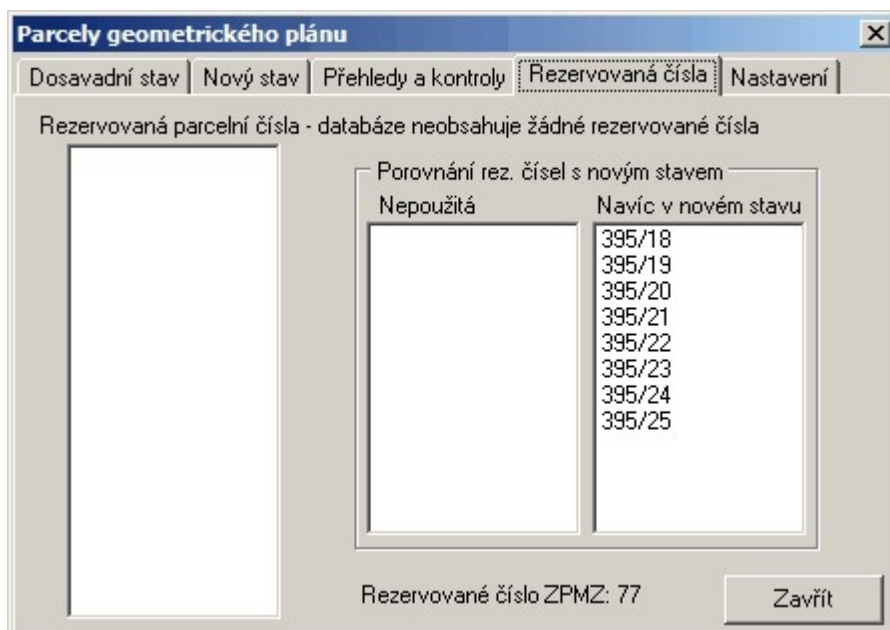 Parcely geometrického plánu
Dosavadní stav Nový stav Přehledy a kontroly Rezervovaná čísla Nastavení
Rezervovaná parcelní čísla - databáze neobsahuje žádné rezervované čísla
Porovnání rez. čísel s novým stavem
Nepoužitá Navíc v novém stavu
395/18
395/19
395/20
395/21
395/22
395/23
395/24
395/25
Rezervované číslo ZPMZ: 77 Zavřít